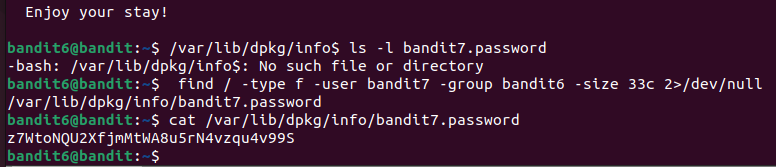 Enjoy your stay!
bandit6@bandit:~$ /var/lib/dpkg/info$ ls -l bandit7.password
-bash: /var/lib/dpkg/info$: No such file or directory
bandit6@bandit:~$  find / -type f -user bandit7 -group bandit6 -size 33c 2>/dev/null
/var/lib/dpkg/info/bandit7.password
bandit6@bandit:~$ cat /var/lib/dpkg/info/bandit7.password
z7WtoNQU2XfjmMtWA8u5rN4vzqu4v99S
bandit6@bandit:~$